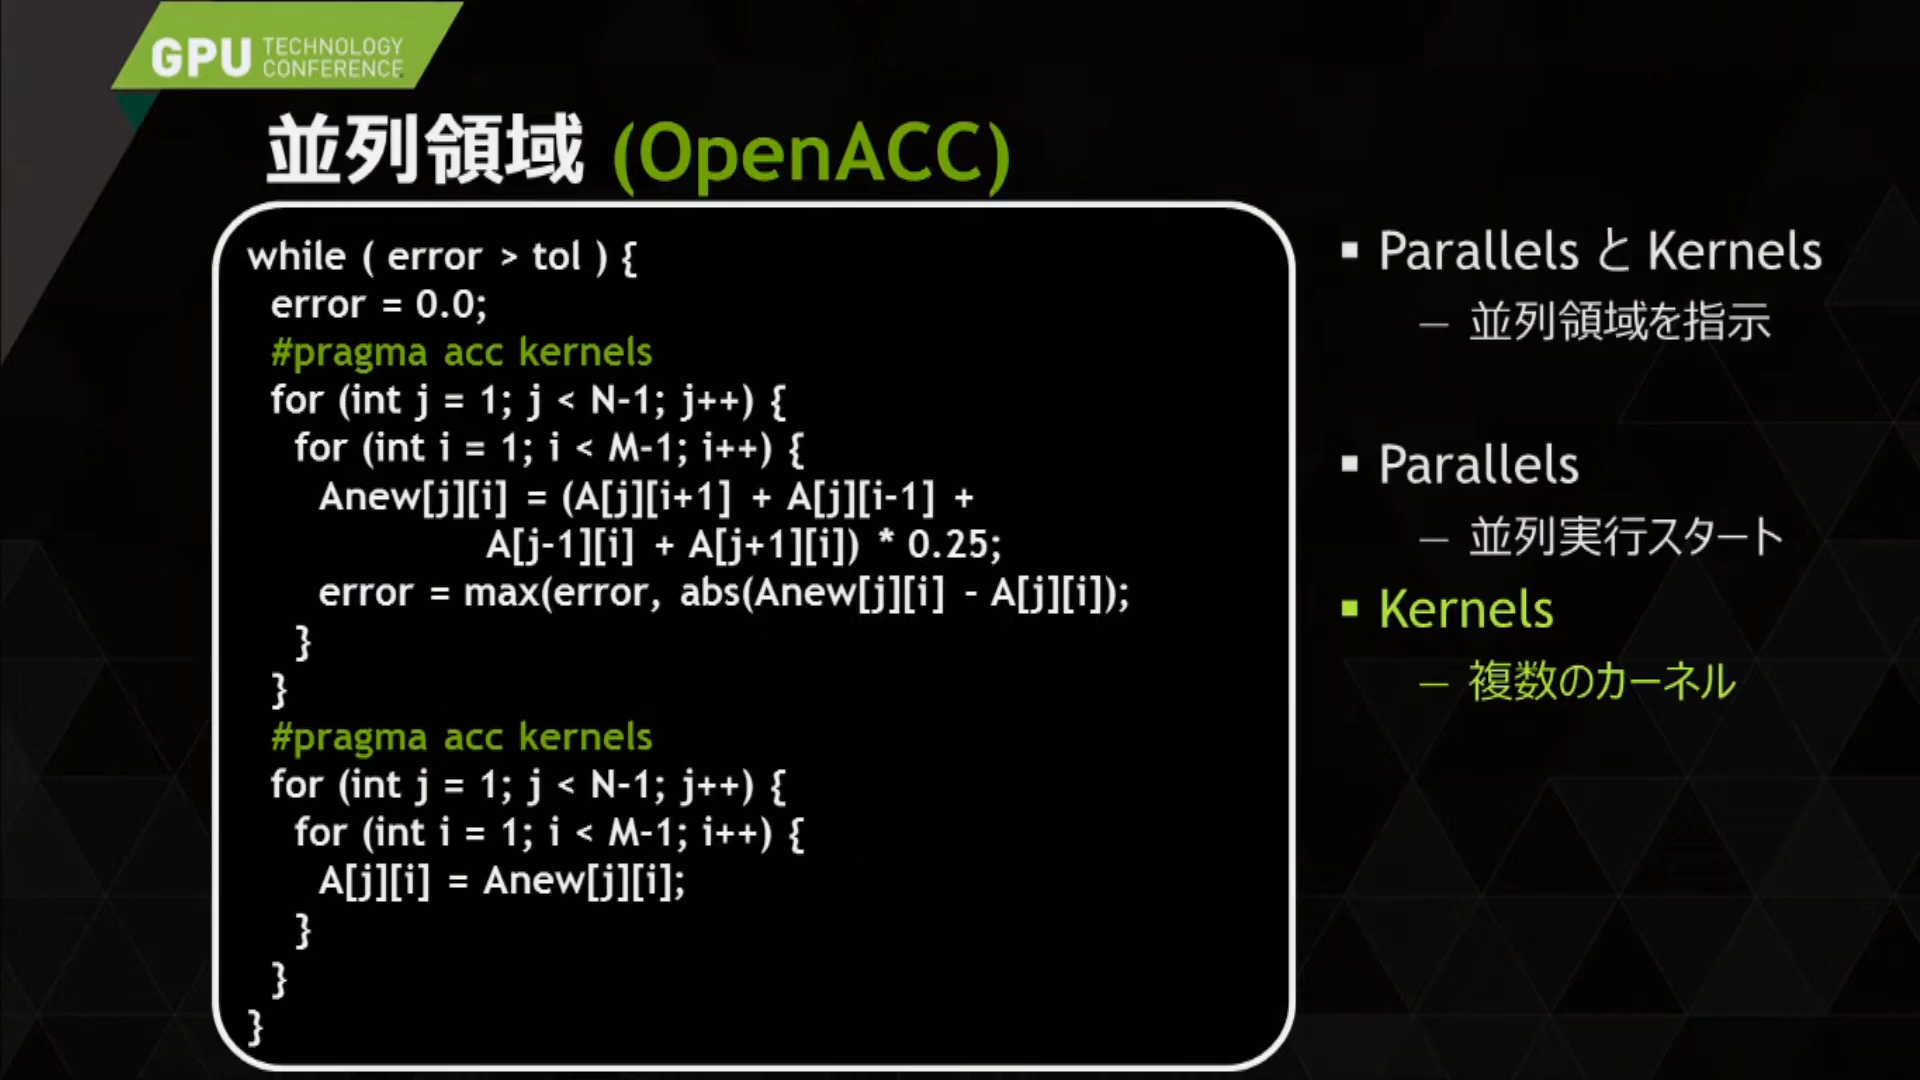 GPU TECHNOLOGY CONFERENCE
並列領域 (OpenACC)
while ( error > tol ) {
error = 0.0;
#pragma acc kernels
for (int j = 1; j < N-1; j++) {
for (int i = 1; i < M-1; i++) {
Anew[j][i] = (A[j][i+1] + A[j][i-1] +
A[j-1][i] + A[j+1][i]) * 0.25;
error = max(error, abs(Anew[j][i] - A[j][i]);
}
}
#pragma acc kernels
for (int j = 1; j < N-1; j++) {
for (int i = 1; i < M-1; i++) {
A[j][i] = Anew[j][i];
}
}
}
▪ Parallels と Kernels
– 並列領域を指示
▪ Parallels
– 並列実行スタート
▪ Kernels
– 複数のカーネル